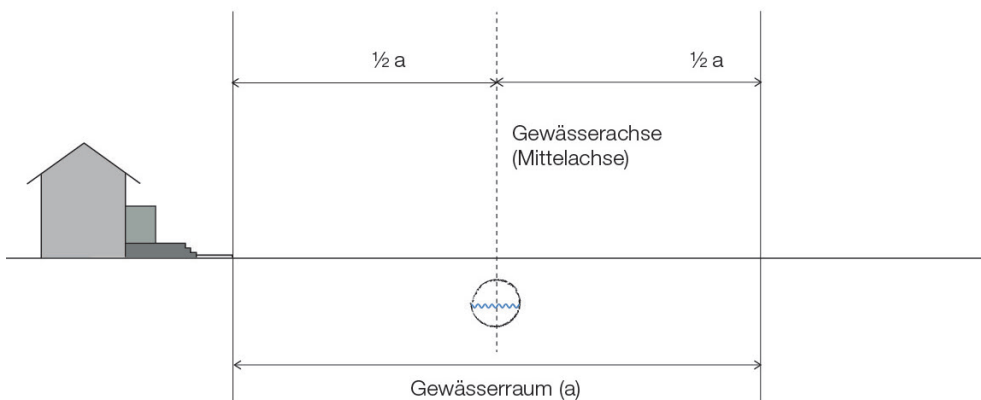 ½ a
½ a
Gewässerachse
(Mittelachse)
Gewässerraum (a)